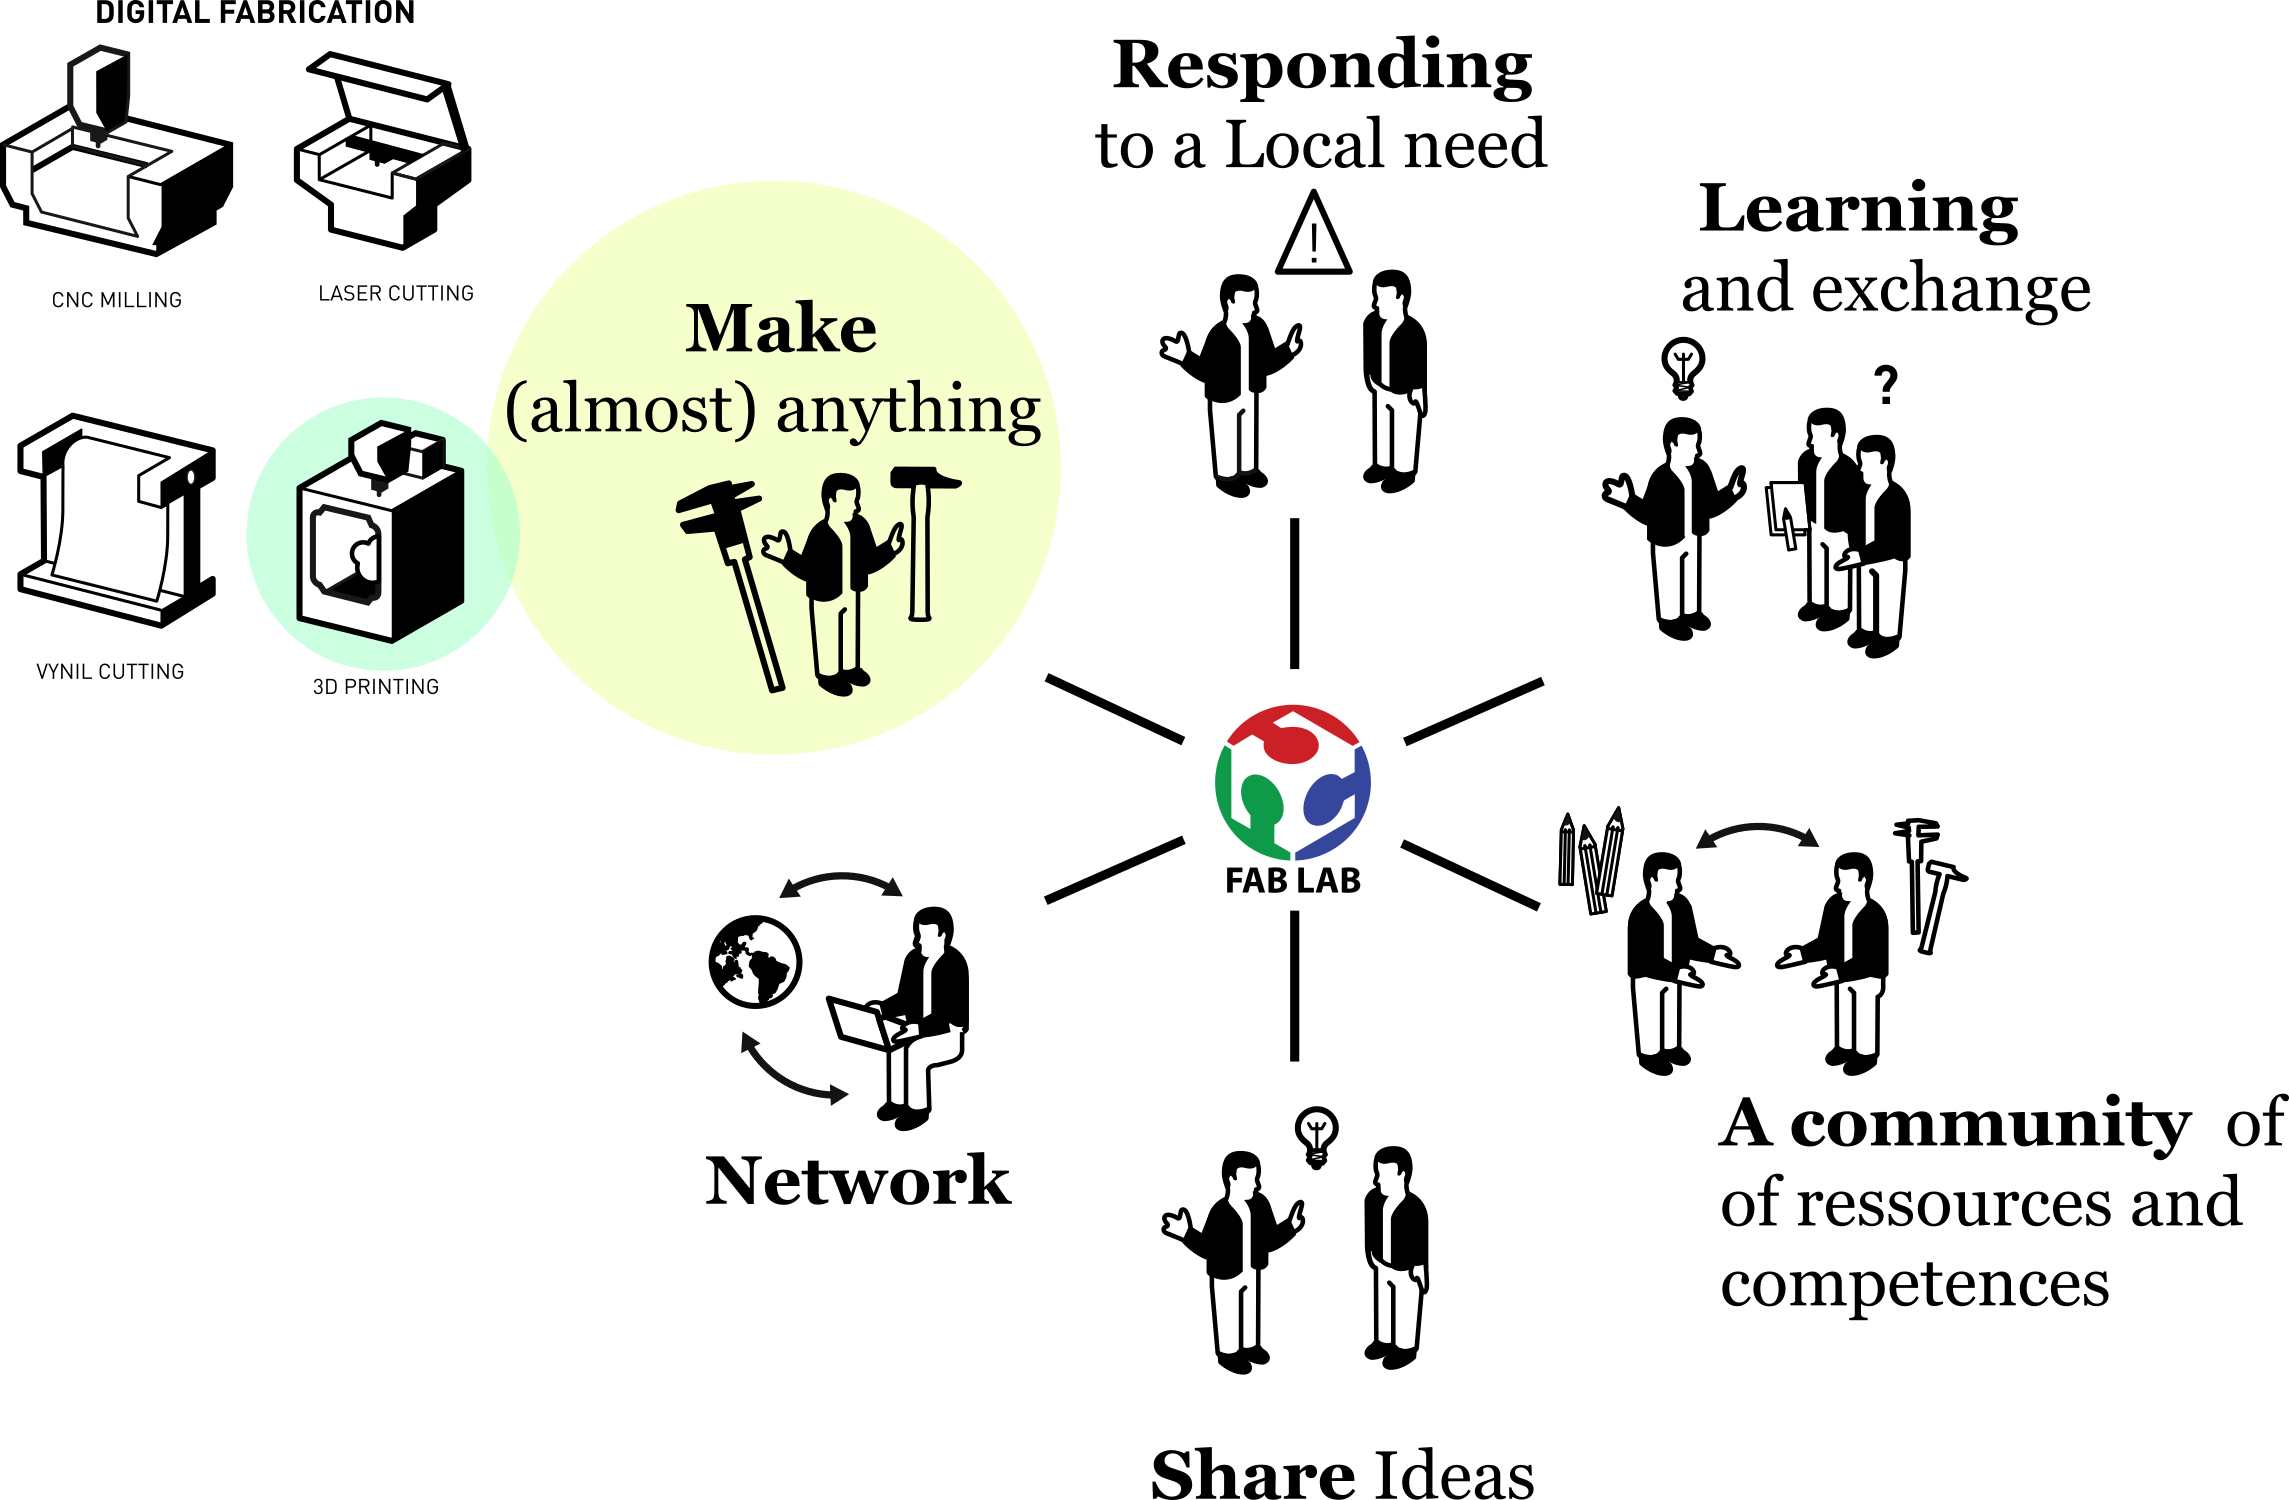 DIGITAL FABRICATION
CNC MILLING
LASER CUTTING
VYNIL CUTTING
3D PRINTING
Make
(almost) anything
Responding
to a Local need
!
Learning
and exchange
?
FAB LAB
Network
A community of
of ressources and
competences
Share Ideas